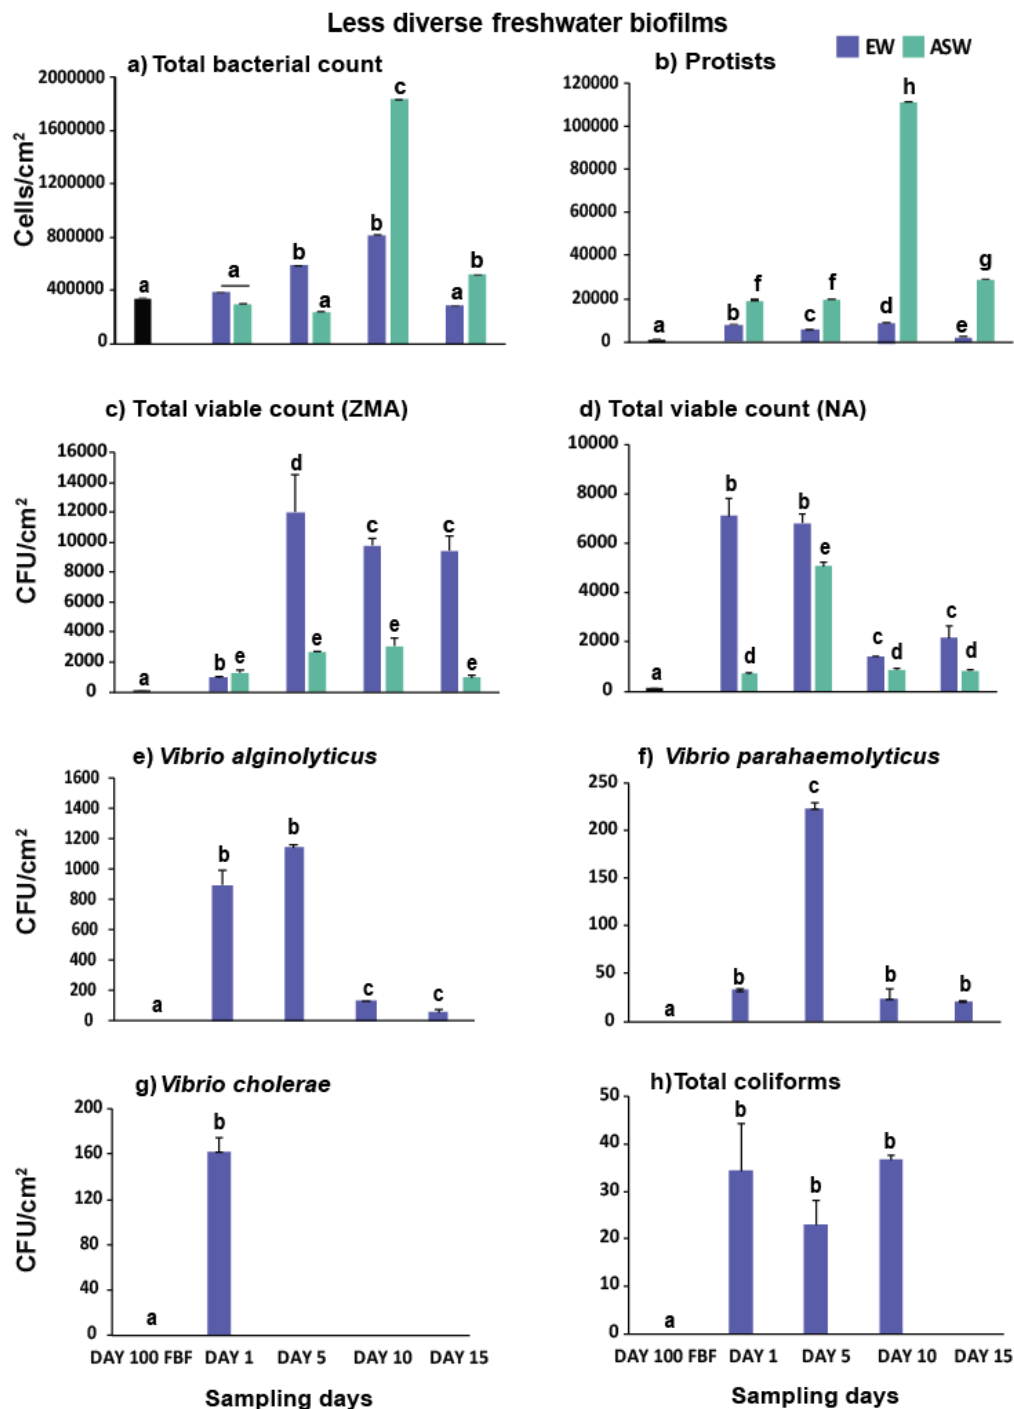 Less diverse freshwater biofilms
EW ASW
a) Total bacterial count
Cells/cm²
2000000
1600000
1200000
800000
400000
0
a
a
b
a
b
c
a
b
b) Protists
120000
100000
80000
60000
40000
20000
0
a
b
f
c
f
d
h
e
g
c) Total viable count (ZMA)
CFU/cm²
16000
14000
12000
10000
8000
6000
4000
2000
0
a
b
e
d
e
c
e
c
e
d) Total viable count (NA)
10000
8000
6000
4000
2000
0
a
b
d
b
e
c
d
c
d
e) Vibrio alginolyticus
CFU/cm²
1600
1400
1200
1000
800
600
400
200
0
a
b
b
c
c
f) Vibrio parahaemolyticus
250
200
150
100
50
0
a
b
c
b
b
g) Vibrio cholerae
CFU/cm²
200
160
120
80
40
0
a
b
DAY 100 FBF DAY 1 DAY 5 DAY 10 DAY 15
Sampling days
h) Total coliforms
50
40
30
20
10
0
a
b
b
b
DAY 100 FBF DAY 1 DAY 5 DAY 10 DAY 15
Sampling days